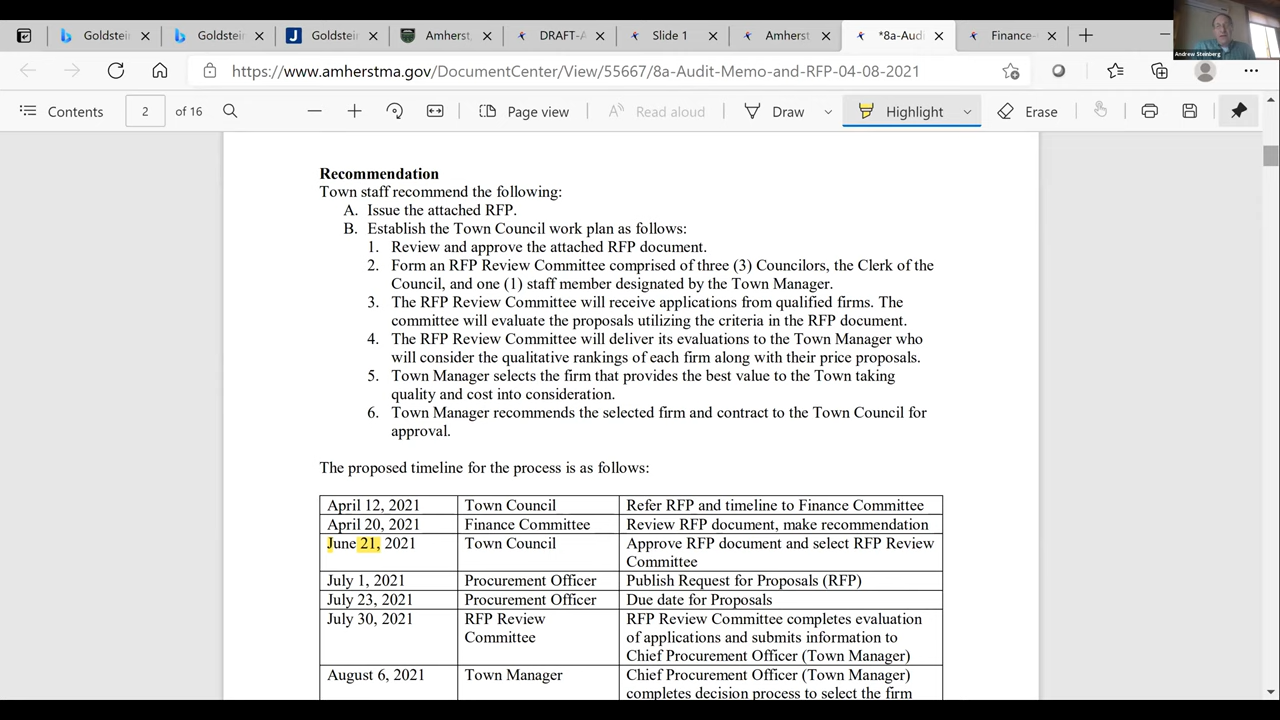 Goldstein
Goldstein
Goldstein
Amherst,
DRAFT-A
Slide 1
Amherst
*8a-Audi
Finance-
Andrew Steinberg
https://www.amherstma.gov/DocumentCenter/View/55667/8a-Audit-Memo-and-RFP-04-08-2021
Contents
2
of 16
Page view
Read aloud
Draw
Highlight
Erase
Recommendation
Town staff recommend the following:
A. Issue the attached RFP.
B. Establish the Town Council work plan as follows:
1. Review and approve the attached RFP document.
2. Form an RFP Review Committee comprised of three (3) Councilors, the Clerk of the
Council, and one (1) staff member designated by the Town Manager.
3. The RFP Review Committee will receive applications from qualified firms. The
committee will evaluate the proposals utilizing the criteria in the RFP document.
4. The RFP Review Committee will deliver its evaluations to the Town Manager who
will consider the qualitative rankings of each firm along with their price proposals.
5. Town Manager selects the firm that provides the best value to the Town taking
quality and cost into consideration.
6. Town Manager recommends the selected firm and contract to the Town Council for
approval.
The proposed timeline for the process is as follows:
April 12, 2021 Town Council Refer RFP and timeline to Finance Committee
April 20, 2021 Finance Committee Review RFP document, make recommendation
June 21, 2021 Town Council Approve RFP document and select RFP Review
Committee
July 1, 2021 Procurement Officer Publish Request for Proposals (RFP)
July 23, 2021 Procurement Officer Due date for Proposals
July 30, 2021 RFP Review RFP Review Committee completes evaluation
Committee of applications and submits information to
Chief Procurement Officer (Town Manager)
August 6, 2021 Town Manager Chief Procurement Officer (Town Manager)
completes decision process to select the firm